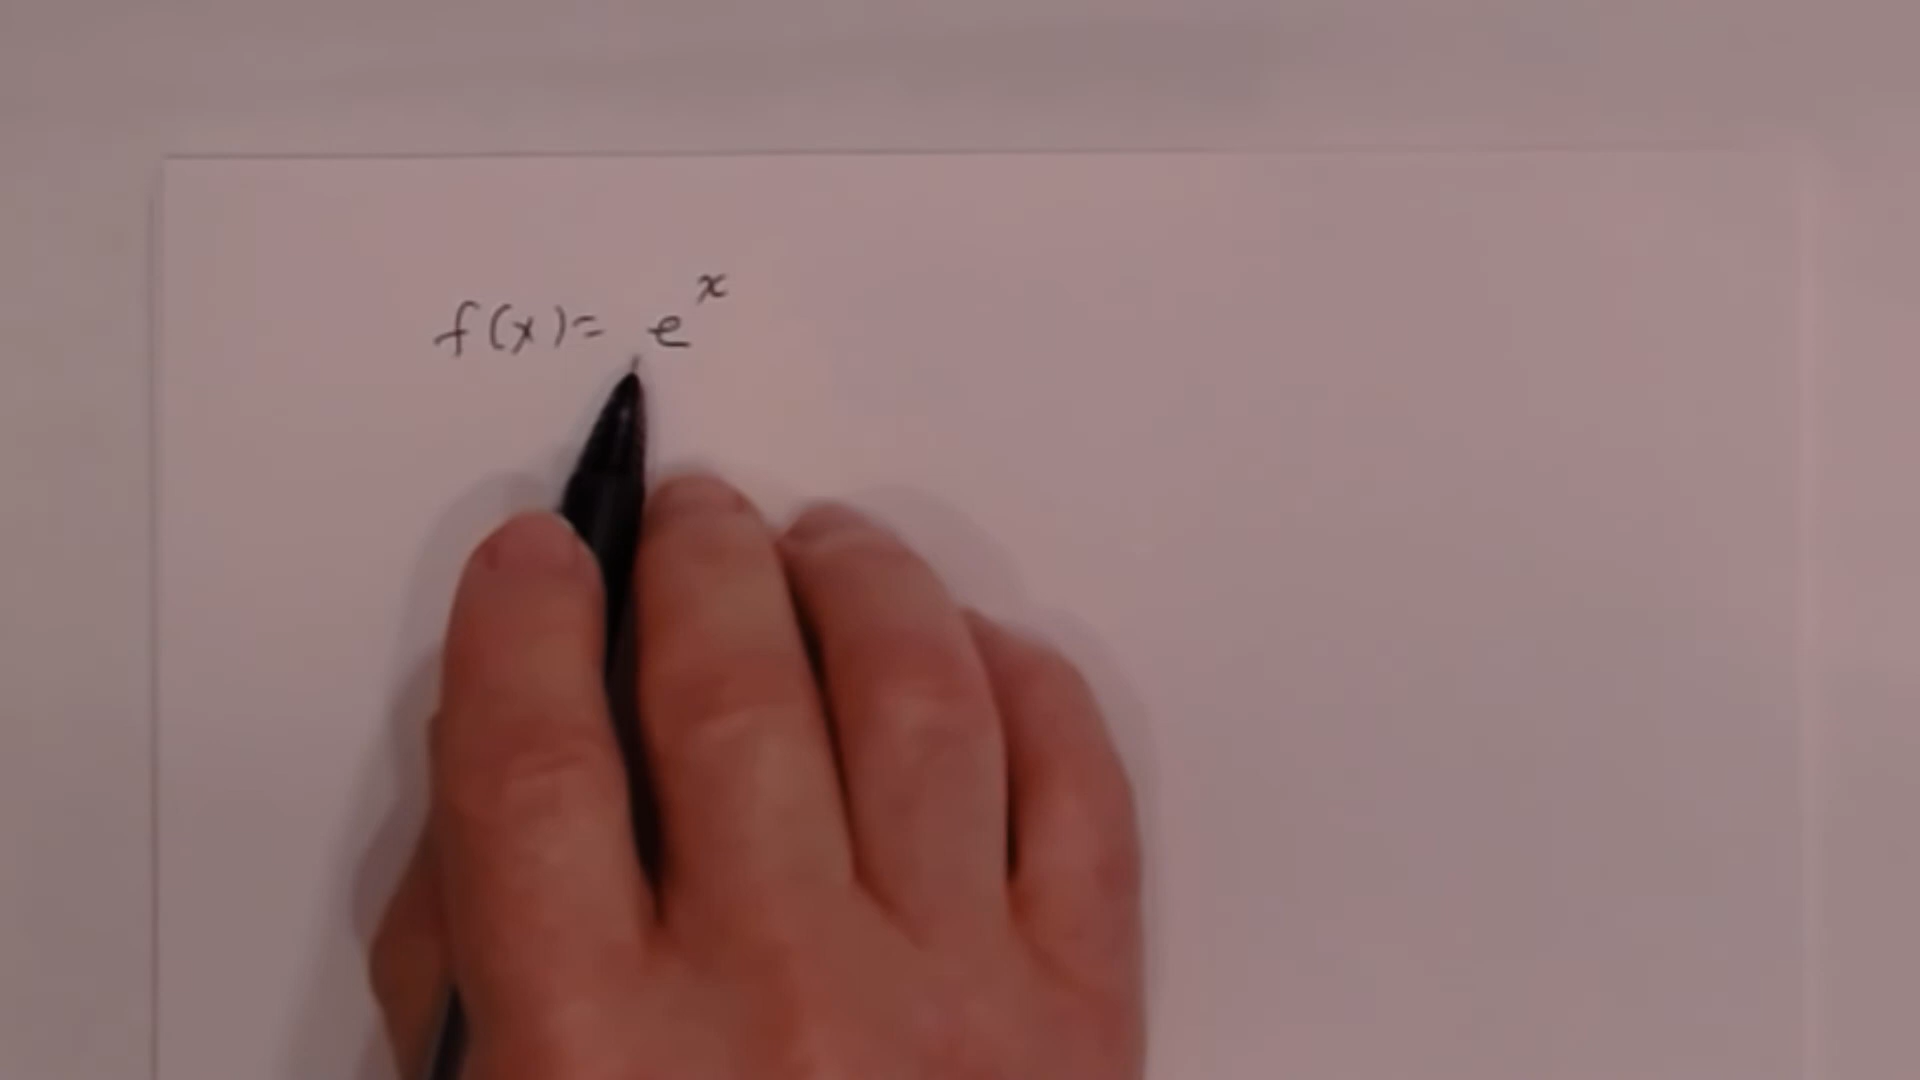 f(x) = e^x